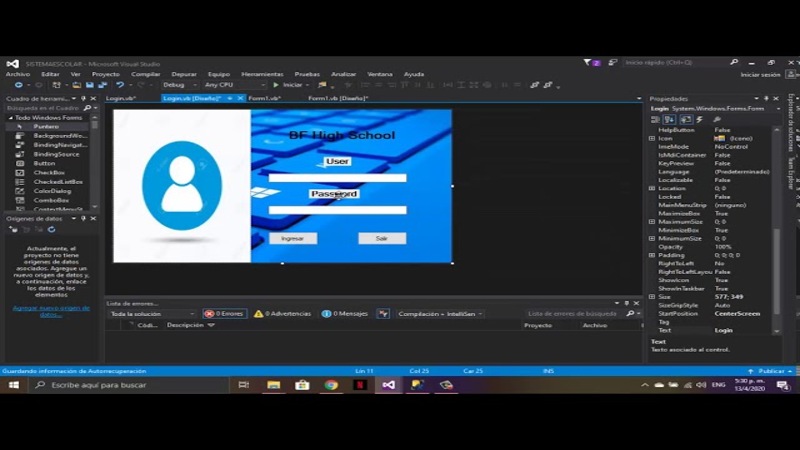 SISTEMAESCOLAR - Microsoft Visual Studio
2
Inicio rápido (Ctrl+Q)
Archivo Editar Ver Proyecto Compilar Depurar Equipo Herramientas Pruebas Analizar Ventana Ayuda
Iniciar sesión
Debug Any CPU Iniciar
Cuadro de herrami...
Login.vb* Login.vb [Diseño]* Form1.vb* Form1.vb [Diseño]*
Búsqueda en el Cuadro
Todo Windows Forms
Puntero
BackgroundWo...
BindingNavigat...
BindingSource
Button
CheckBox
CheckedListBox
ColorDialog
ComboBox
ContextMenuSt
Orígenes de datos
Actualmente, el
proyecto no tiene
orígenes de datos
asociados. Agregue un
nuevo origen de datos y,
a continuación, enlace
los datos de los
elementos
Agregar nuevo origen de
datos...
BF High School
User
Password
Ingresar Salir
Propiedades
Login System.Windows.Forms.Form
HelpButton False
Icon (Icono)
ImeMode NoControl
IsMdiContainer False
KeyPreview False
Language (Predeterminado)
Localizable False
Location 0; 0
Locked False
MainMenuStrip (ninguno)
MaximizeBox True
MaximumSize 0; 0
MinimizeBox True
MinimumSize 0; 0
Opacity 100%
Padding 0; 0; 0; 0
RightToLeft No
RightToLeftLayou False
ShowIcon True
ShowInTaskbar True
Size 577; 349
SizeGripStyle Auto
StartPosition CenterScreen
Tag
Text Login
Text
Texto asociado al control.
Explorador de soluciones
Team Explorer
Lista de errores...
Toda la solución 0 Errores 0 Advertencias 0 Mensajes Compilación + IntelliSen
Lista de errores de búsqueda
Códi... Descripción Proyecto Archivo
Guardando información de Autorrecuperación Lín 11 Col 25 Car 25 INS Publicar
Escribe aquí para buscar
ENG
5:30 p. m.
13/4/2020
4